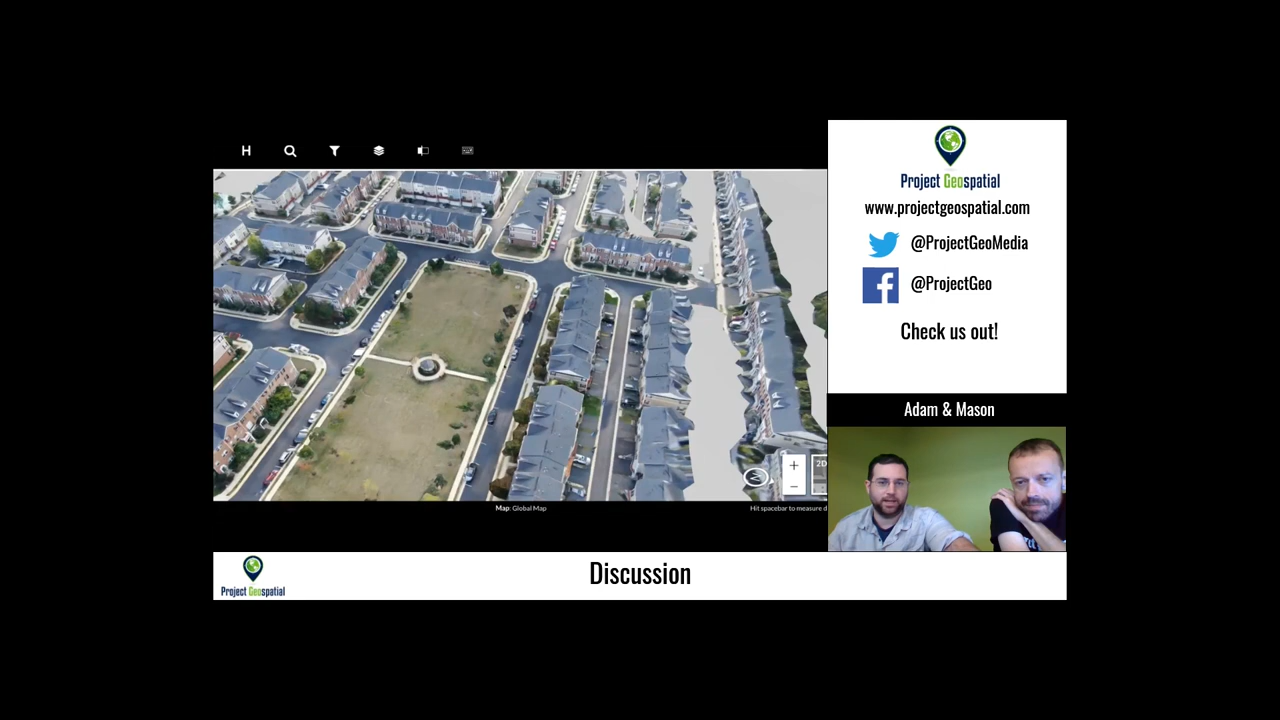 H
Project Geospatial
www.projectgeospatial.com
@ProjectGeoMedia
@ProjectGeo
Check us out!
Adam & Mason
+
2D
−
Map: Global Map
Hit spacebar to measure d
Project Geospatial
Discussion